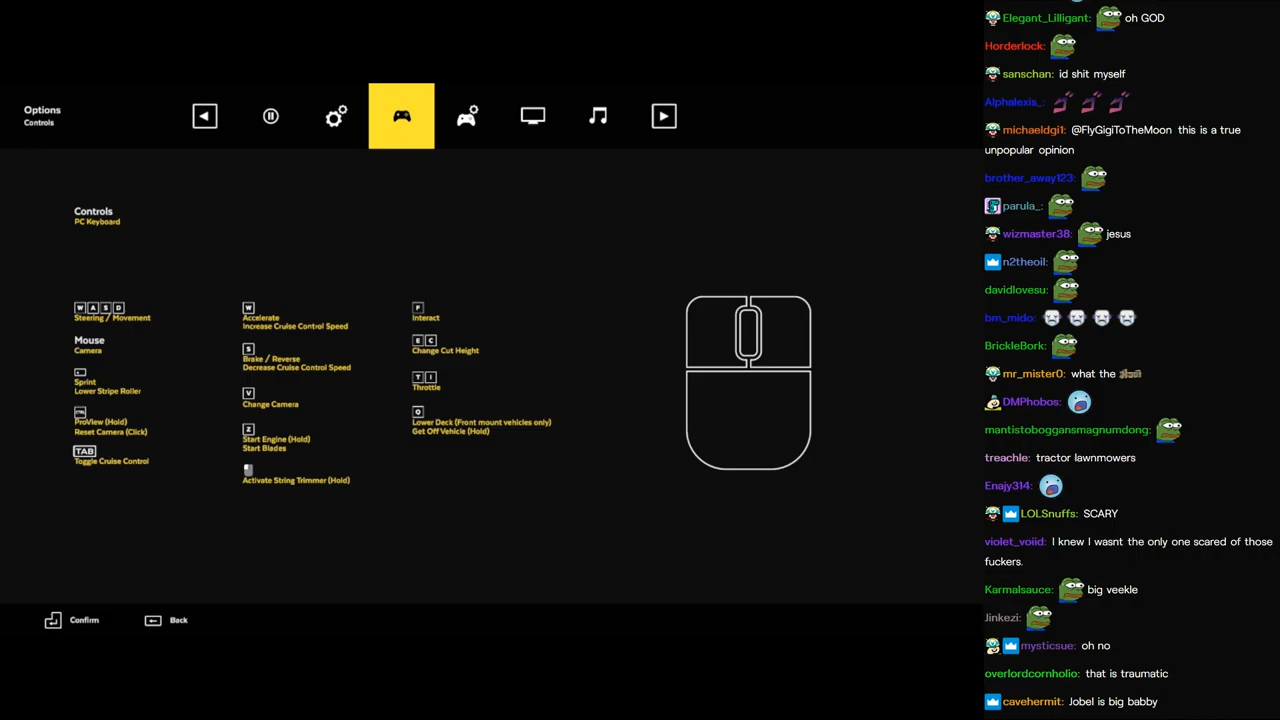 Options
Controls
Controls
PC Keyboard
W A S D
Steering / Movement
Mouse
Camera
Sprint
Lower Stripe Roller
CTRL
ProView (Hold)
Reset Camera (Click)
TAB
Toggle Cruise Control
W
Accelerate
Increase Cruise Control Speed
S
Brake / Reverse
Decrease Cruise Control Speed
V
Change Camera
Z
Start Engine (Hold)
Start Blades
Activate String Trimmer (Hold)
F
Interact
E C
Change Cut Height
T I
Throttle
Q
Lower Deck (Front mount vehicles only)
Get Off Vehicle (Hold)
Confirm
Back
Elegant_Lilligant: oh GOD
Horderlock:
sanschan: id shit myself
Alphalexis_:
michaeldgi1: @FlyGigiToTheMoon this is a true
unpopular opinion
brother_away123:
parula_:
wizmaster38: jesus
n2theoil:
davidlovesu:
bm_mido:
BrickleBork:
mr_mister0: what the
DMPhobos:
mantistoboggansmagnumdong:
treachle: tractor lawnmowers
Enajy314:
LOLSnuffs: SCARY
violet_voiid: I knew I wasnt the only one scared of those
fuckers.
Karmalsauce: big veekle
Jinkezi:
mysticsue: oh no
overlordcornholio: that is traumatic
cavehermit: Jobel is big babby